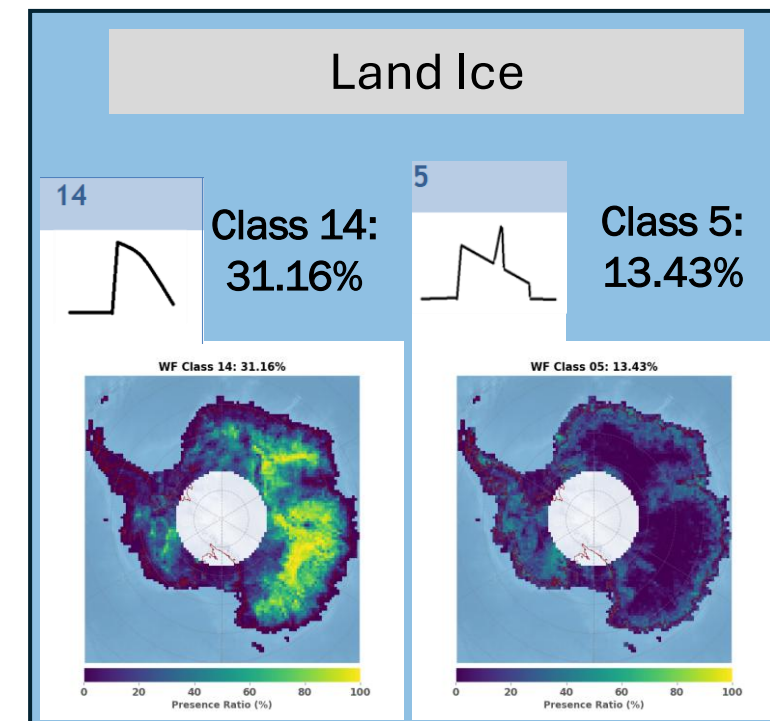 Land Ice
14
Class 14:
31.16%
5
Class 5:
13.43%
WF Class 14: 31.16%
0 20 40 60 80 100
Presence Ratio (%)
WF Class 05: 13.43%
0 20 40 60 80 100
Presence Ratio (%)